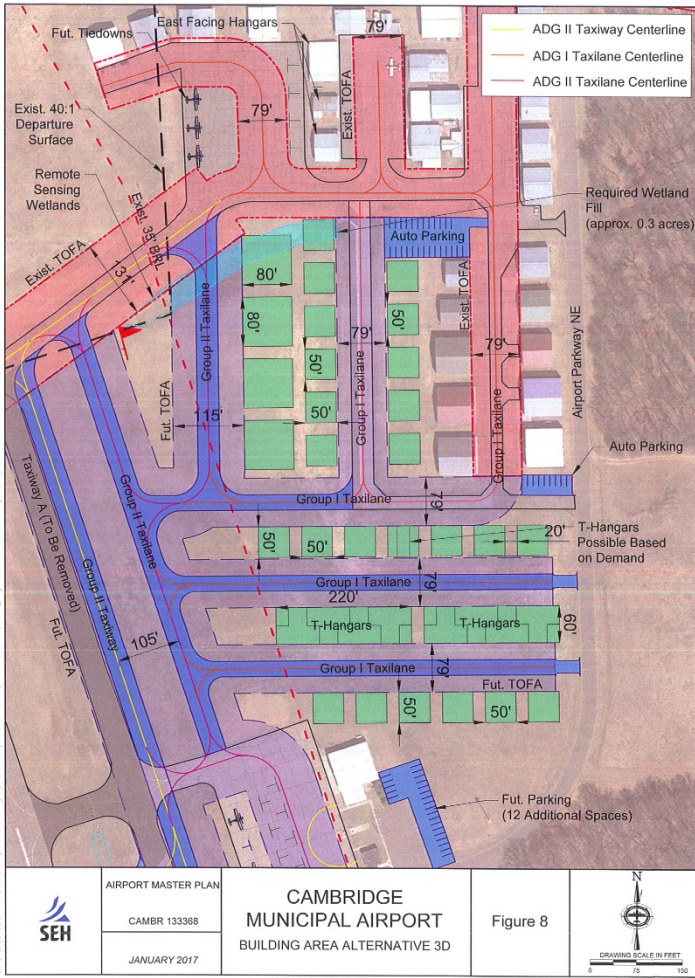 ADG II Taxiway Centerline
ADG I Taxilane Centerline
ADG II Taxilane Centerline
East Facing Hangars
Fut. Tiedowns
79'
Exist. TOFA
79'
Exist. 40:1
Departure
Surface
Remote
Sensing
Wetlands
Exist. 35' BRL
Exist. TOFA
131'
Required Wetland
Fill
(approx. 0.3 acres)
Auto Parking
80'
80'
Group II Taxilane
Exist. TOFA
79'
50'
79'
Group I Taxilane
50'
50'
Airport Parkway NE
115'
Fut. TOFA
Group I Taxilane
Auto Parking
Group I Taxilane
79'
Taxiway A (To Be Removed)
Group II Taxilane
50'
50'
20'
T-Hangars
Possible Based
on Demand
Group II Taxiway
Group I Taxilane
79'
220'
T-Hangars
T-Hangars
60'
Fut. TOFA
105'
Group I Taxilane
79'
Fut. TOFA
50'
50'
Fut. Parking
(12 Additional Spaces)
SEH
AIRPORT MASTER PLAN
CAMBR 133368
JANUARY 2017
CAMBRIDGE
MUNICIPAL AIRPORT
BUILDING AREA ALTERNATIVE 3D
Figure 8
N
DRAWING SCALE IN FEET
0 75 150